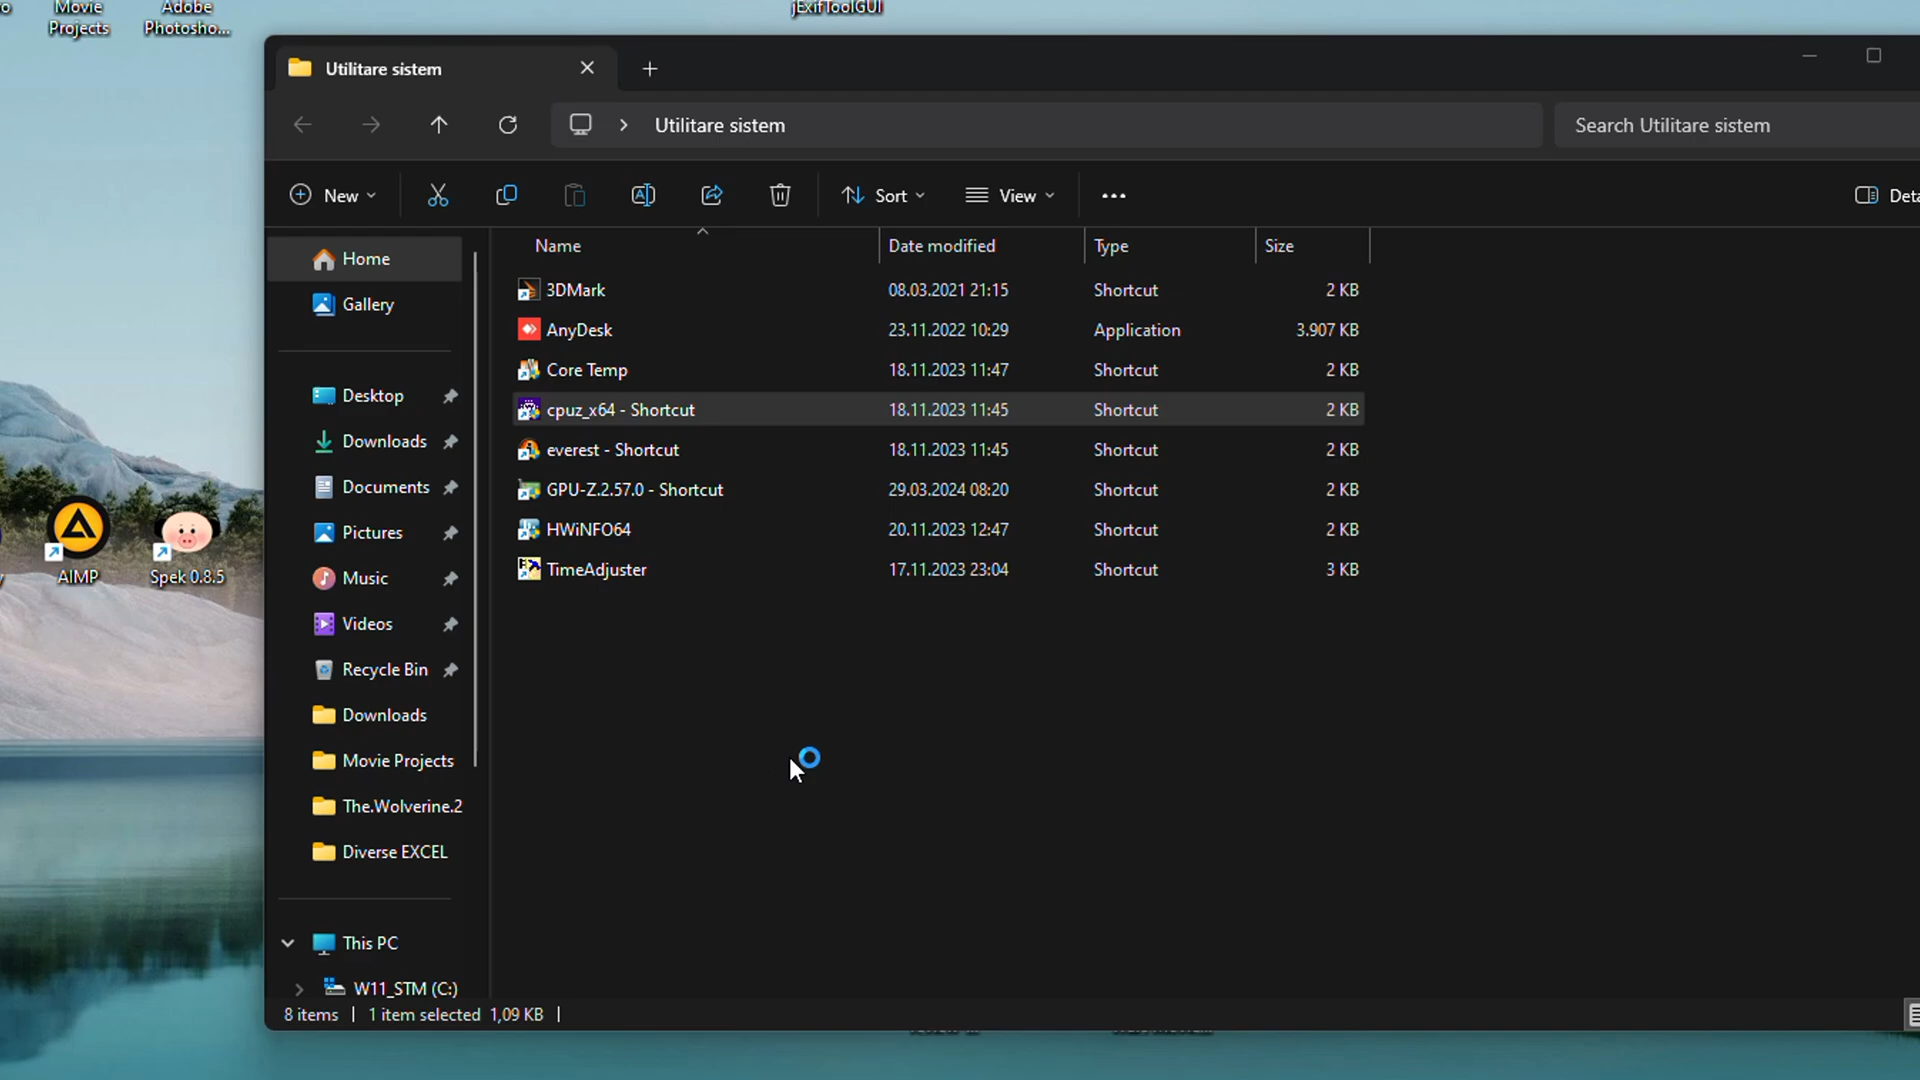 Movie
Projects
Adobe
Photosho...
jExifToolGUI
Utilitare sistem
Utilitare sistem
Search Utilitare sistem
New
Sort
View
Name
Date modified
Type
Size
Home
Gallery
Desktop
Downloads
Documents
Pictures
Music
Videos
Recycle Bin
Downloads
Movie Projects
The.Wolverine.2
Diverse EXCEL
This PC
W11_STM (C:)
3DMark 08.03.2021 21:15 Shortcut 2 KB
AnyDesk 23.11.2022 10:29 Application 3.907 KB
Core Temp 18.11.2023 11:47 Shortcut 2 KB
cpuz_x64 - Shortcut 18.11.2023 11:45 Shortcut 2 KB
everest - Shortcut 18.11.2023 11:45 Shortcut 2 KB
GPU-Z.2.57.0 - Shortcut 29.03.2024 08:20 Shortcut 2 KB
HWiNFO64 20.11.2023 12:47 Shortcut 2 KB
TimeAdjuster 17.11.2023 23:04 Shortcut 3 KB
AIMP
Spek 0.8.5
8 items 1 item selected 1,09 KB